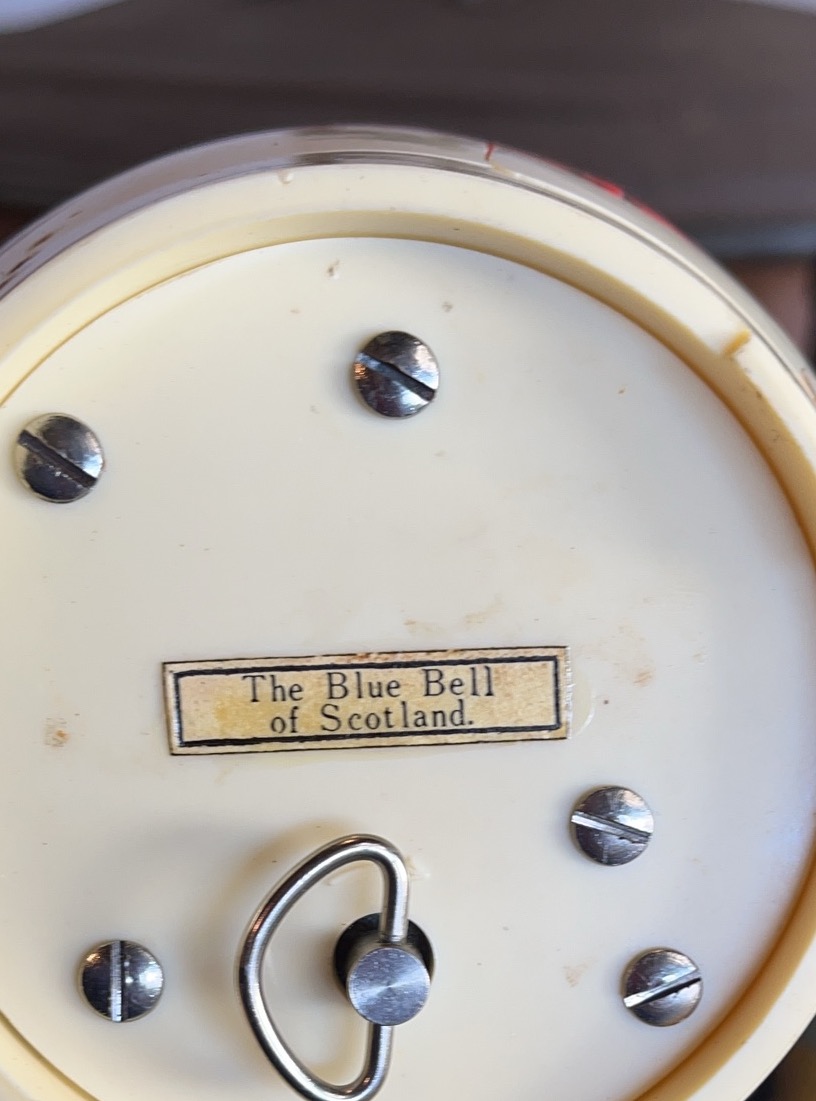 The Blue Bell
of Scotland.